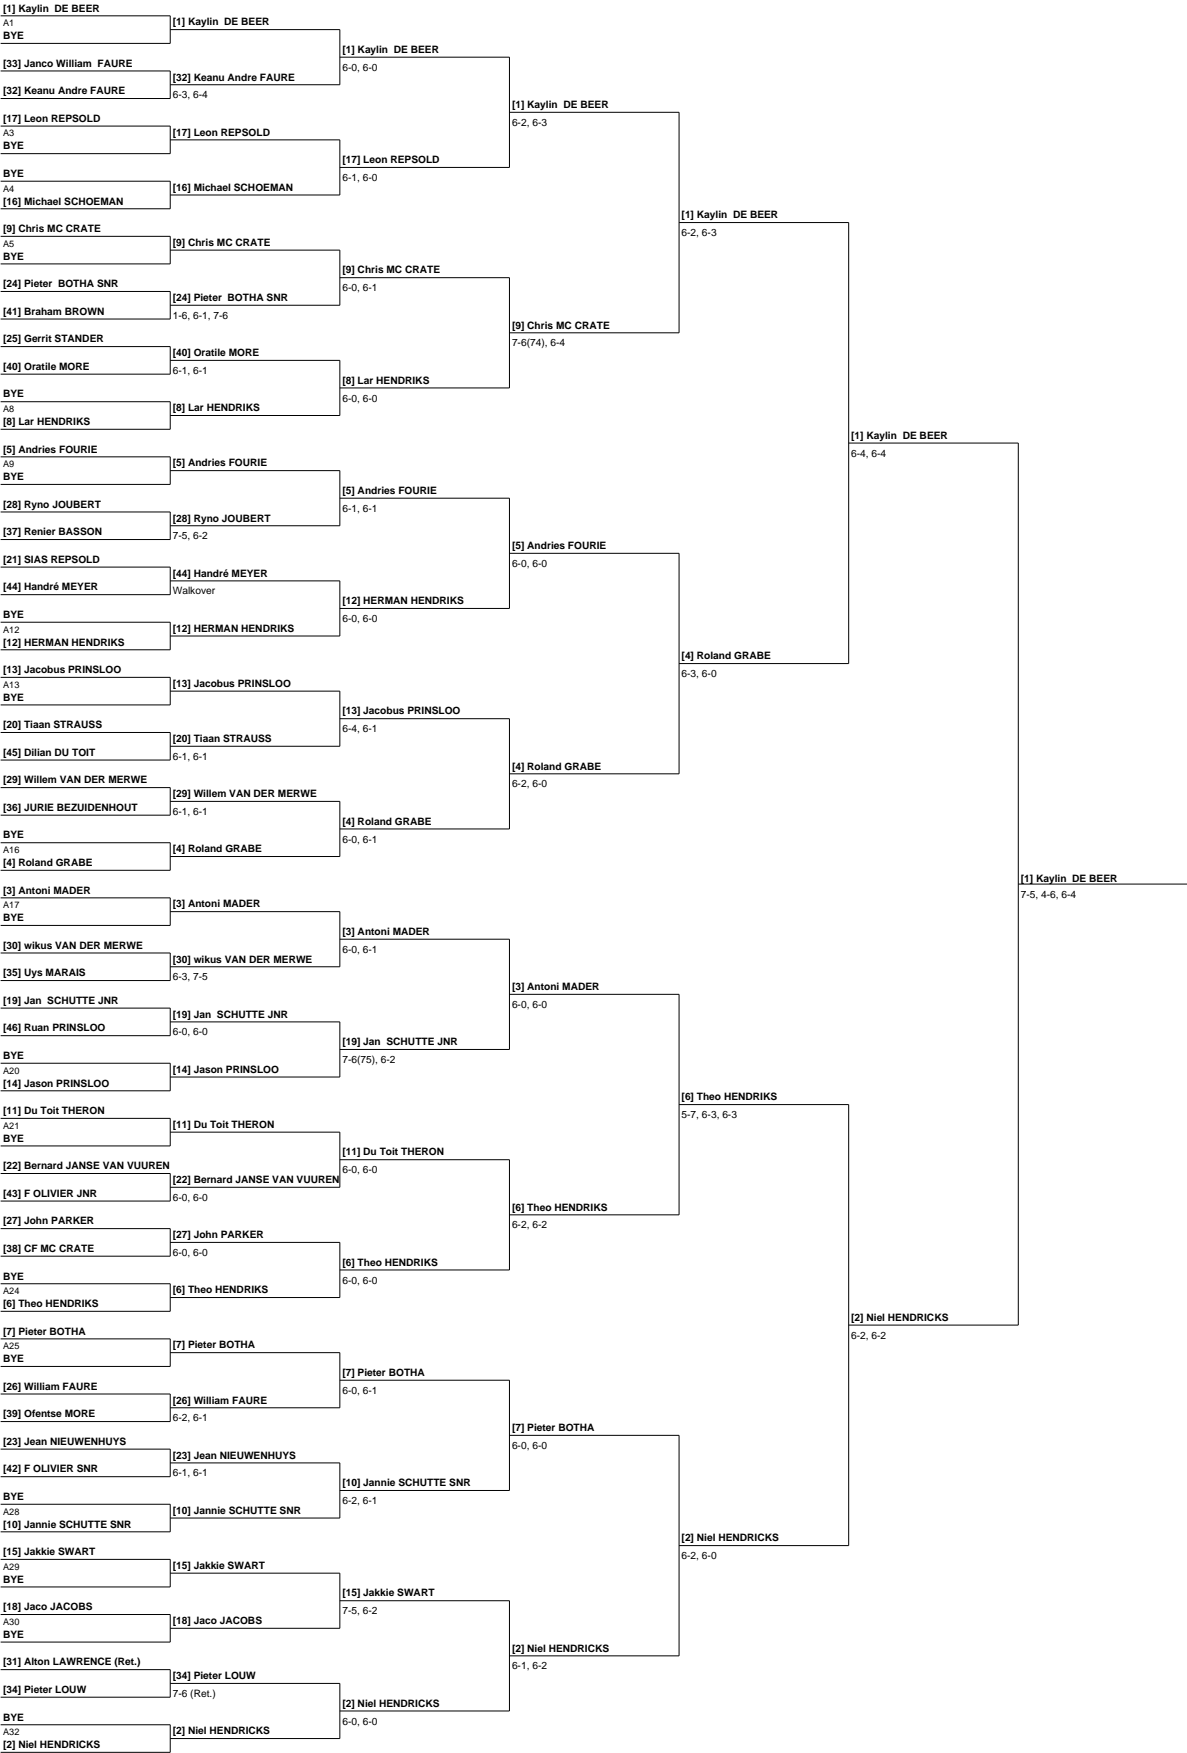 [1] Kaylin  DE BEER
A1
BYE
[33] Janco William  FAURE
[32] Keanu Andre FAURE
[17] Leon REPSOLD
A3
BYE
BYE
A4
[16] Michael SCHOEMAN
[9] Chris MC CRATE
A5
BYE
[24] Pieter  BOTHA SNR
[41] Braham BROWN
[25] Gerrit STANDER
[40] Oratile MORE
BYE
A8
[8] Lar HENDRIKS
[5] Andries FOURIE
A9
BYE
[28] Ryno JOUBERT
[37] Renier BASSON
[21] SIAS REPSOLD
[44] Handré MEYER
BYE
A12
[12] HERMAN HENDRIKS
[13] Jacobus PRINSLOO
A13
BYE
[20] Tiaan STRAUSS
[45] Dilian DU TOIT
[29] Willem VAN DER MERWE
[36] JURIE BEZUIDENHOUT
BYE
A16
[4] Roland GRABE
[3] Antoni MADER
A17
BYE
[30] wikus VAN DER MERWE
[35] Uys MARAIS
[19] Jan  SCHUTTE JNR
[46] Ruan PRINSLOO
BYE
A20
[14] Jason PRINSLOO
[11] Du Toit THERON
A21
BYE
[22] Bernard JANSE VAN VUUREN
[43] F OLIVIER JNR
[27] John PARKER
[38] CF MC CRATE
BYE
A24
[6] Theo HENDRIKS
[7] Pieter BOTHA
A25
BYE
[26] William FAURE
[39] Ofentse MORE
[23] Jean NIEUWENHUYS
[42] F OLIVIER SNR
BYE
A28
[10] Jannie SCHUTTE SNR
[15] Jakkie SWART
A29
BYE
[18] Jaco JACOBS
A30
BYE
[31] Alton LAWRENCE (Ret.)
[34] Pieter LOUW
BYE
A32
[2] Niel HENDRICKS
[1] Kaylin  DE BEER
[32] Keanu Andre FAURE
6-3, 6-4
[17] Leon REPSOLD
[16] Michael SCHOEMAN
[9] Chris MC CRATE
[24] Pieter  BOTHA SNR
1-6, 6-1, 7-6
[40] Oratile MORE
6-1, 6-1
[8] Lar HENDRIKS
[5] Andries FOURIE
[28] Ryno JOUBERT
7-5, 6-2
[44] Handré MEYER
Walkover
[12] HERMAN HENDRIKS
[13] Jacobus PRINSLOO
[20] Tiaan STRAUSS
6-1, 6-1
[29] Willem VAN DER MERWE
6-1, 6-1
[4] Roland GRABE
[3] Antoni MADER
[30] wikus VAN DER MERWE
6-3, 7-5
[19] Jan  SCHUTTE JNR
6-0, 6-0
[14] Jason PRINSLOO
[11] Du Toit THERON
[22] Bernard JANSE VAN VUUREN
6-0, 6-0
[27] John PARKER
6-0, 6-0
[6] Theo HENDRIKS
[7] Pieter BOTHA
[26] William FAURE
6-2, 6-1
[23] Jean NIEUWENHUYS
6-1, 6-1
[10] Jannie SCHUTTE SNR
[15] Jakkie SWART
[18] Jaco JACOBS
[34] Pieter LOUW
7-6 (Ret.)
[2] Niel HENDRICKS
[1] Kaylin  DE BEER
6-0, 6-0
[17] Leon REPSOLD
6-1, 6-0
[9] Chris MC CRATE
6-0, 6-1
[8] Lar HENDRIKS
6-0, 6-0
[5] Andries FOURIE
6-1, 6-1
[12] HERMAN HENDRIKS
6-0, 6-0
[13] Jacobus PRINSLOO
6-4, 6-1
[4] Roland GRABE
6-0, 6-1
[3] Antoni MADER
6-0, 6-1
[19] Jan  SCHUTTE JNR
7-6(75), 6-2
[11] Du Toit THERON
6-0, 6-0
[6] Theo HENDRIKS
6-0, 6-0
[7] Pieter BOTHA
6-0, 6-1
[10] Jannie SCHUTTE SNR
6-2, 6-1
[15] Jakkie SWART
7-5, 6-2
[2] Niel HENDRICKS
6-0, 6-0
[1] Kaylin  DE BEER
6-2, 6-3
[9] Chris MC CRATE
7-6(74), 6-4
[5] Andries FOURIE
6-0, 6-0
[4] Roland GRABE
6-2, 6-0
[3] Antoni MADER
6-0, 6-0
[6] Theo HENDRIKS
6-2, 6-2
[7] Pieter BOTHA
6-0, 6-0
[2] Niel HENDRICKS
6-1, 6-2
[1] Kaylin  DE BEER
6-2, 6-3
[4] Roland GRABE
6-3, 6-0
[6] Theo HENDRIKS
5-7, 6-3, 6-3
[2] Niel HENDRICKS
6-2, 6-0
[1] Kaylin  DE BEER
6-4, 6-4
[2] Niel HENDRICKS
6-2, 6-2
[1] Kaylin  DE BEER
7-5, 4-6, 6-4